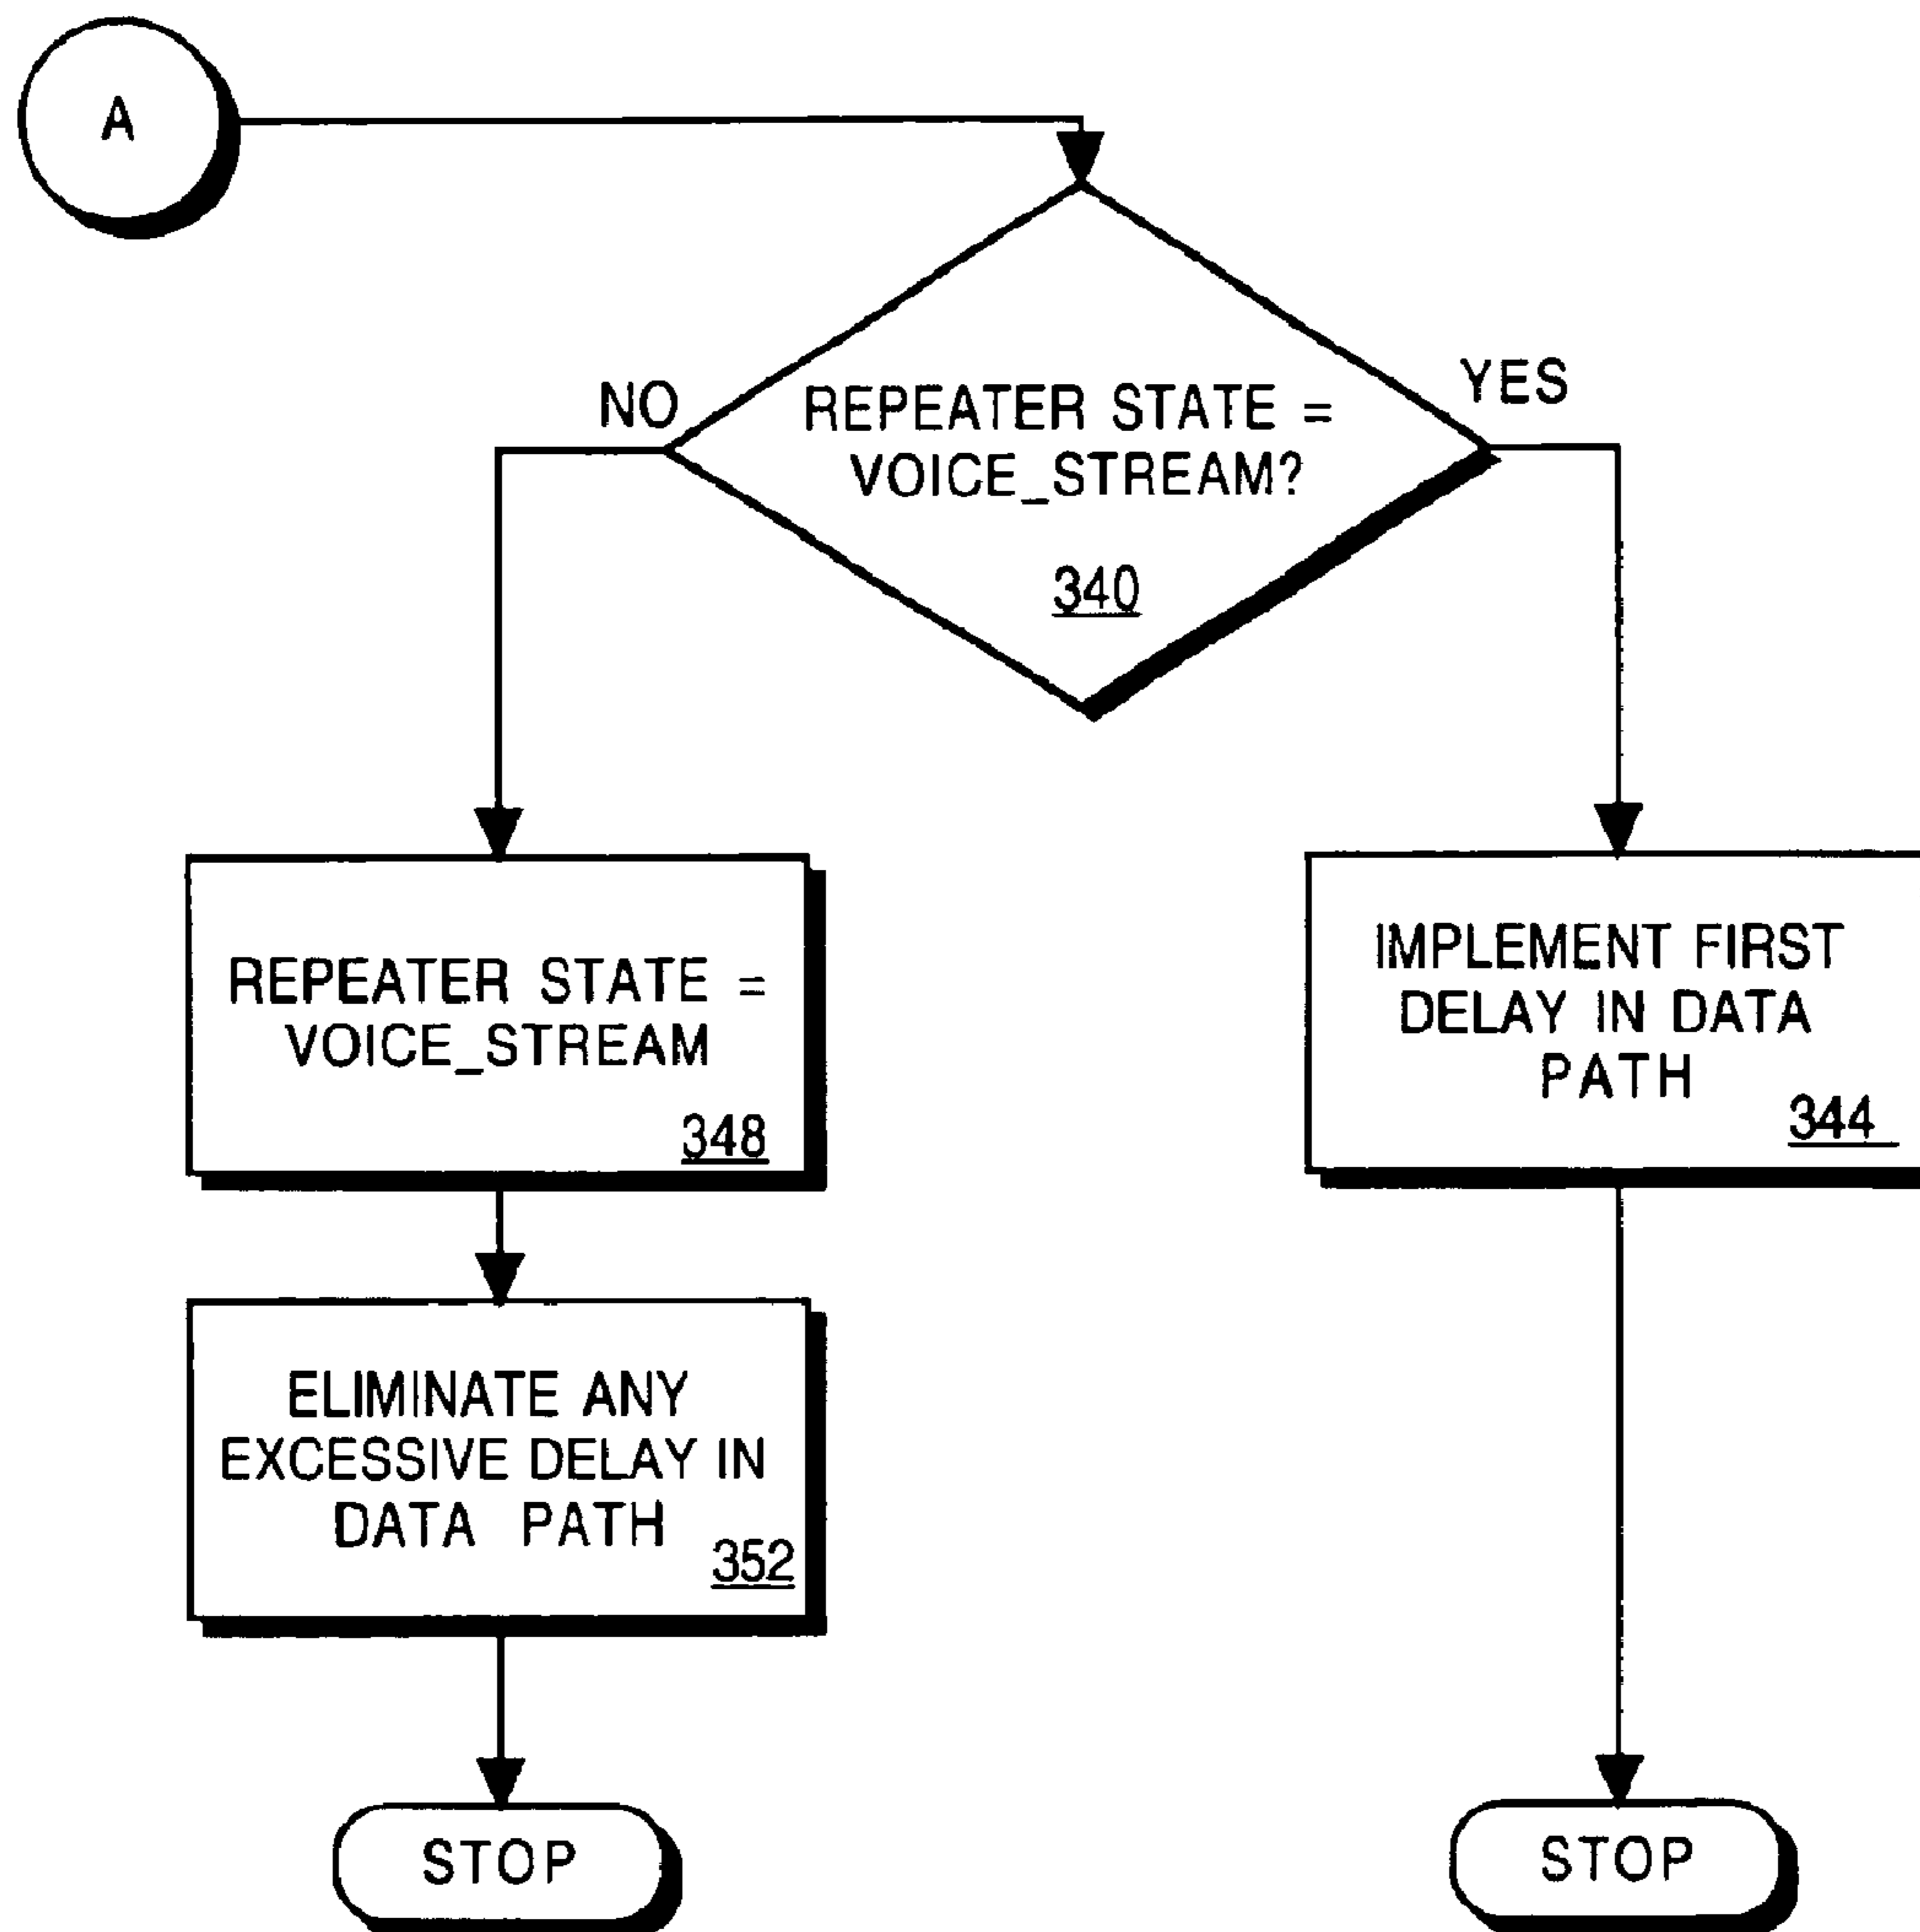 A
NO
YES
REPEATER STATE =
VOICE_STREAM?
340
REPEATER STATE =
VOICE_STREAM
348
IMPLEMENT FIRST
DELAY IN DATA
PATH
344
ELIMINATE ANY
EXCESSIVE DELAY IN
DATA PATH
352
STOP
STOP